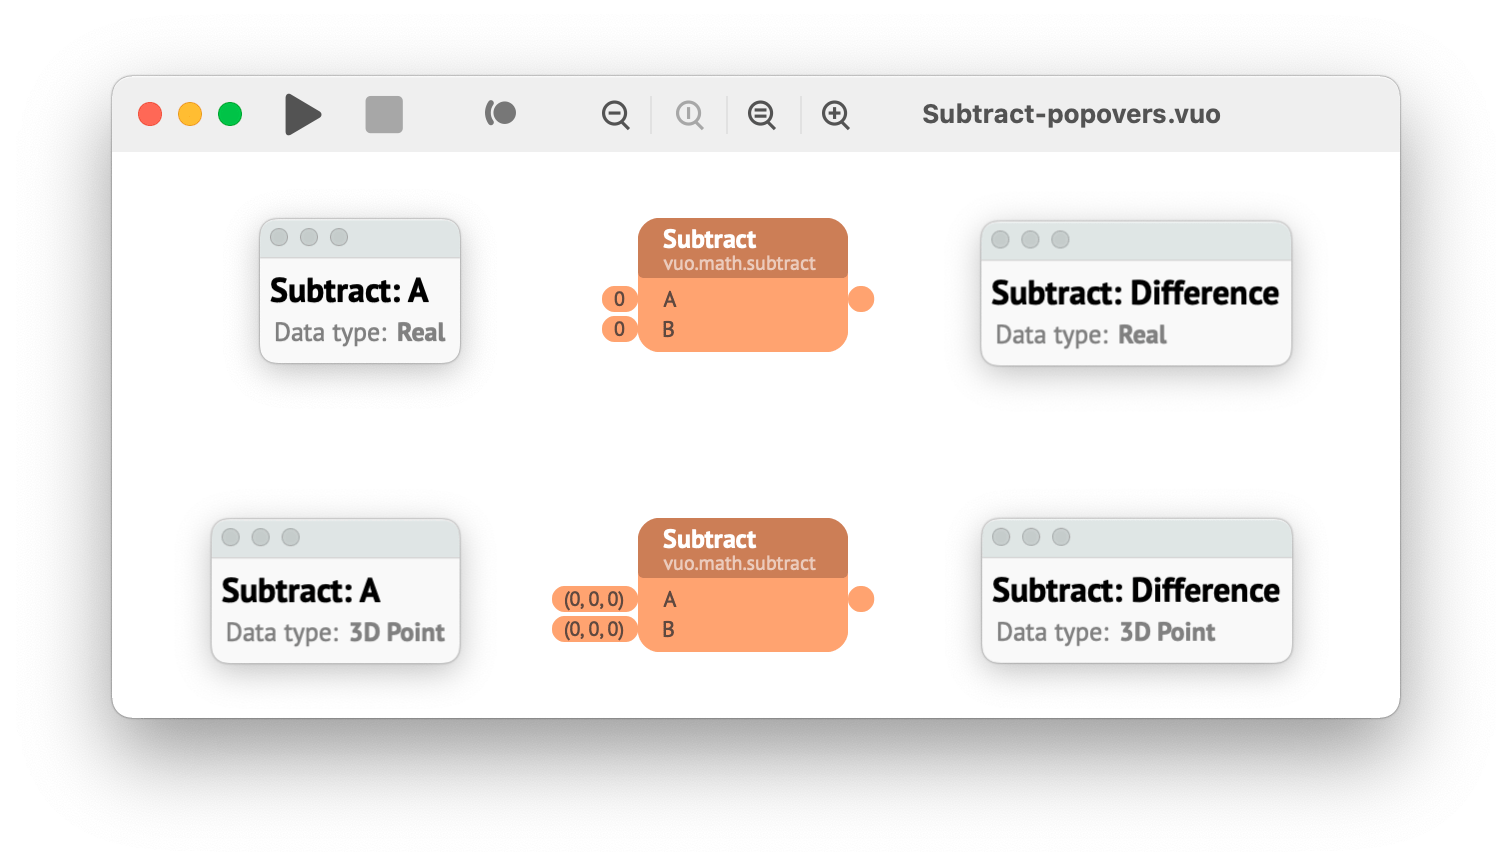 Subtract-popovers.vuo
Subtract: A
Data type: Real
Subtract
vuo.math.subtract
0 A
0 B
Subtract: Difference
Data type: Real
Subtract: A
Data type: 3D Point
Subtract
vuo.math.subtract
(0, 0, 0) A
(0, 0, 0) B
Subtract: Difference
Data type: 3D Point